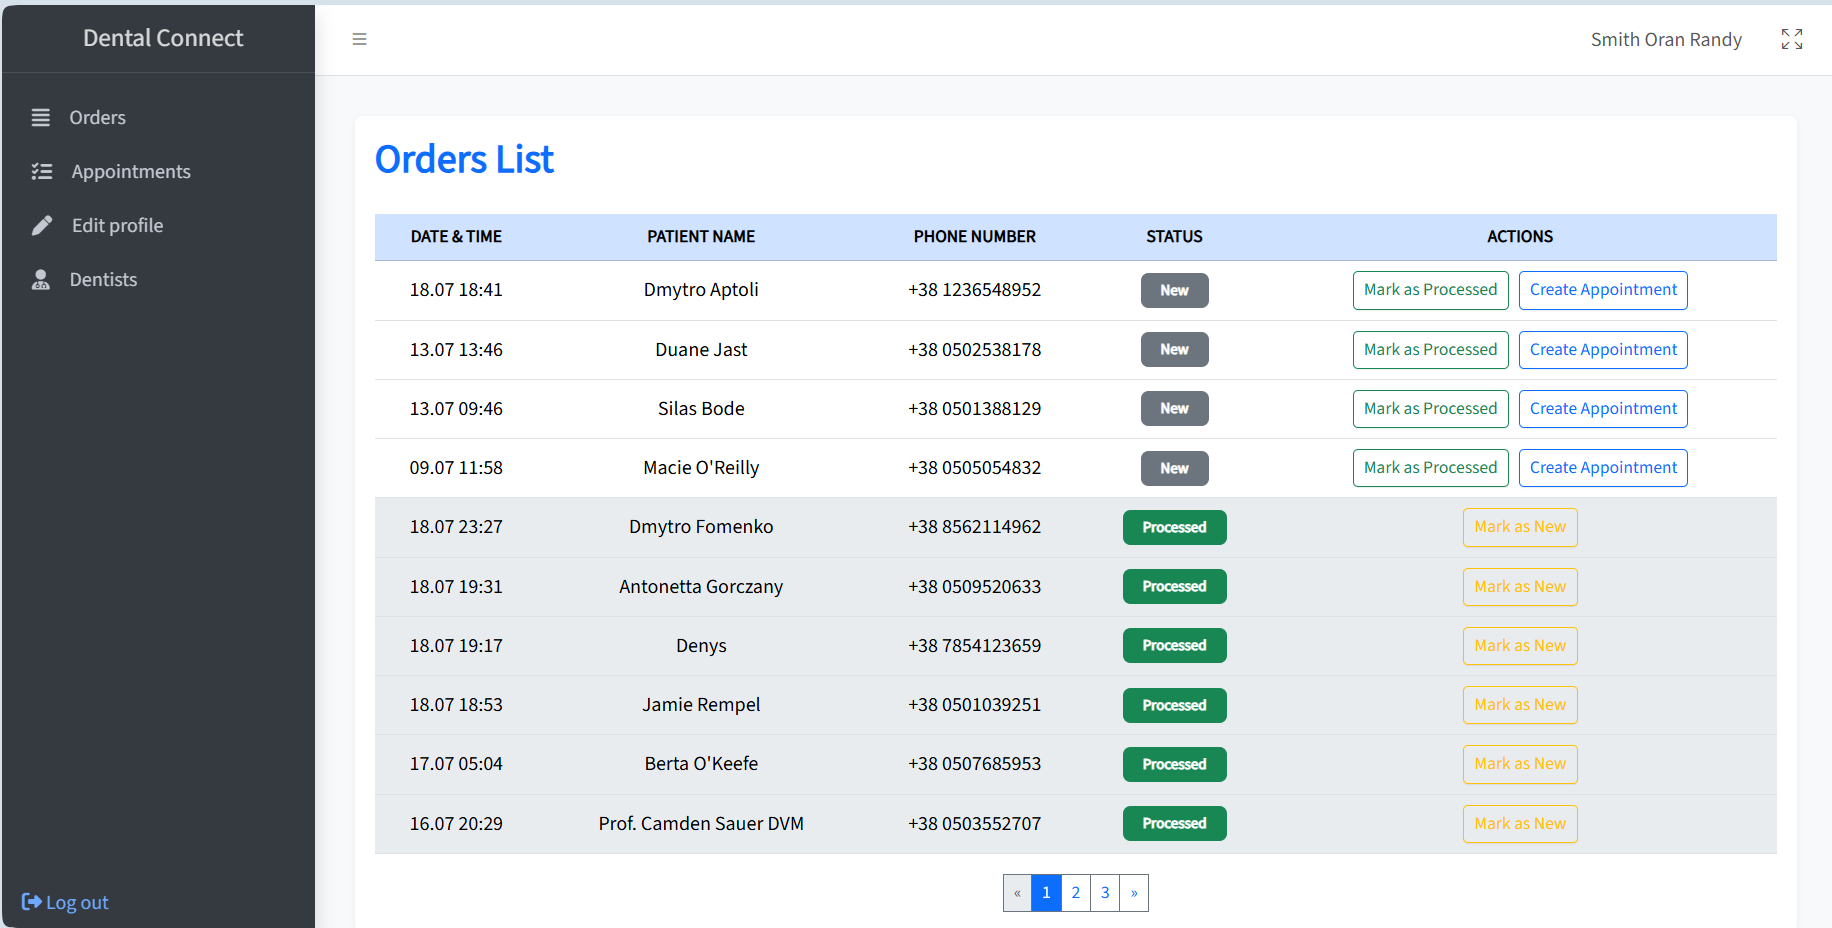 Dental Connect
Smith Oran Randy
Orders
Appointments
Edit profile
Dentists
Log out
Orders List
DATE & TIME PATIENT NAME PHONE NUMBER STATUS ACTIONS
18.07 18:41 Dmytro Aptoli +38 1236548952 New Mark as Processed Create Appointment
13.07 13:46 Duane Jast +38 0502538178 New Mark as Processed Create Appointment
13.07 09:46 Silas Bode +38 0501388129 New Mark as Processed Create Appointment
09.07 11:58 Macie O'Reilly +38 0505054832 New Mark as Processed Create Appointment
18.07 23:27 Dmytro Fomenko +38 8562114962 Processed Mark as New
18.07 19:31 Antonetta Gorczany +38 0509520633 Processed Mark as New
18.07 19:17 Denys +38 7854123659 Processed Mark as New
18.07 18:53 Jamie Rempel +38 0501039251 Processed Mark as New
17.07 05:04 Berta O'Keefe +38 0507685953 Processed Mark as New
16.07 20:29 Prof. Camden Sauer DVM +38 0503552707 Processed Mark as New
« 1 2 3 »